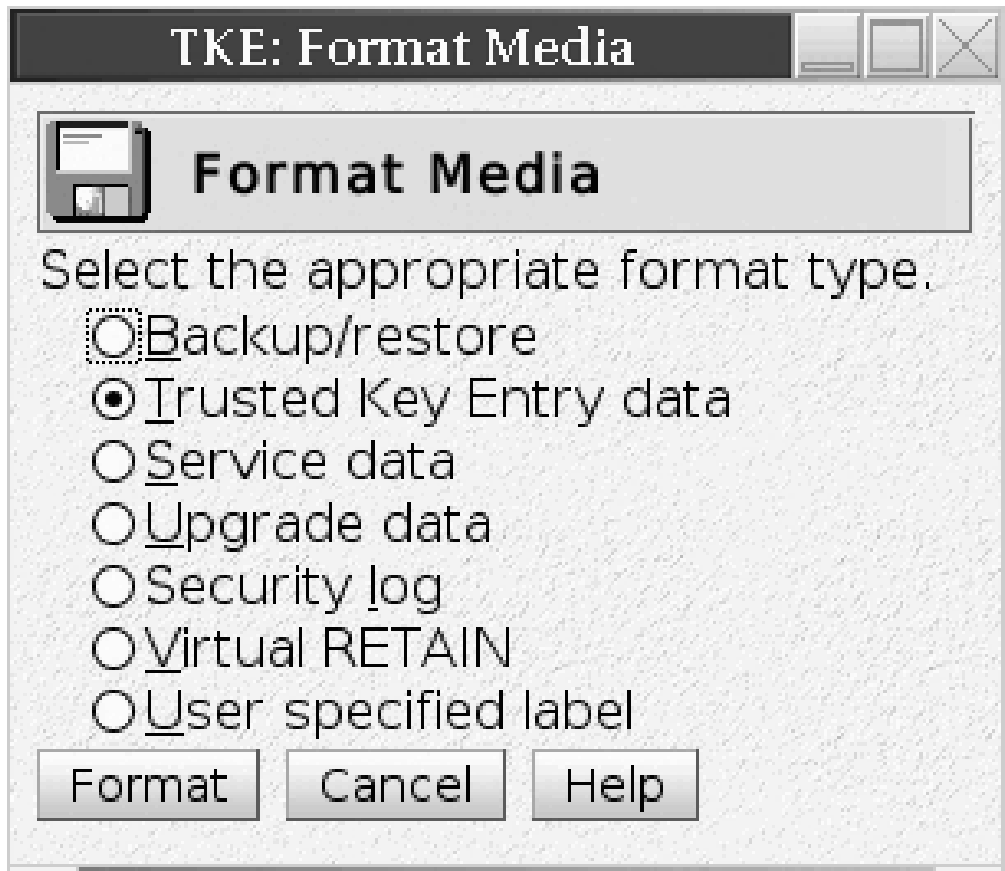 TKE: Format Media
Format Media
Select the appropriate format type.
Backup/restore
Trusted Key Entry data
Service data
Upgrade data
Security log
Virtual RETAIN
User specified label
Format Cancel Help